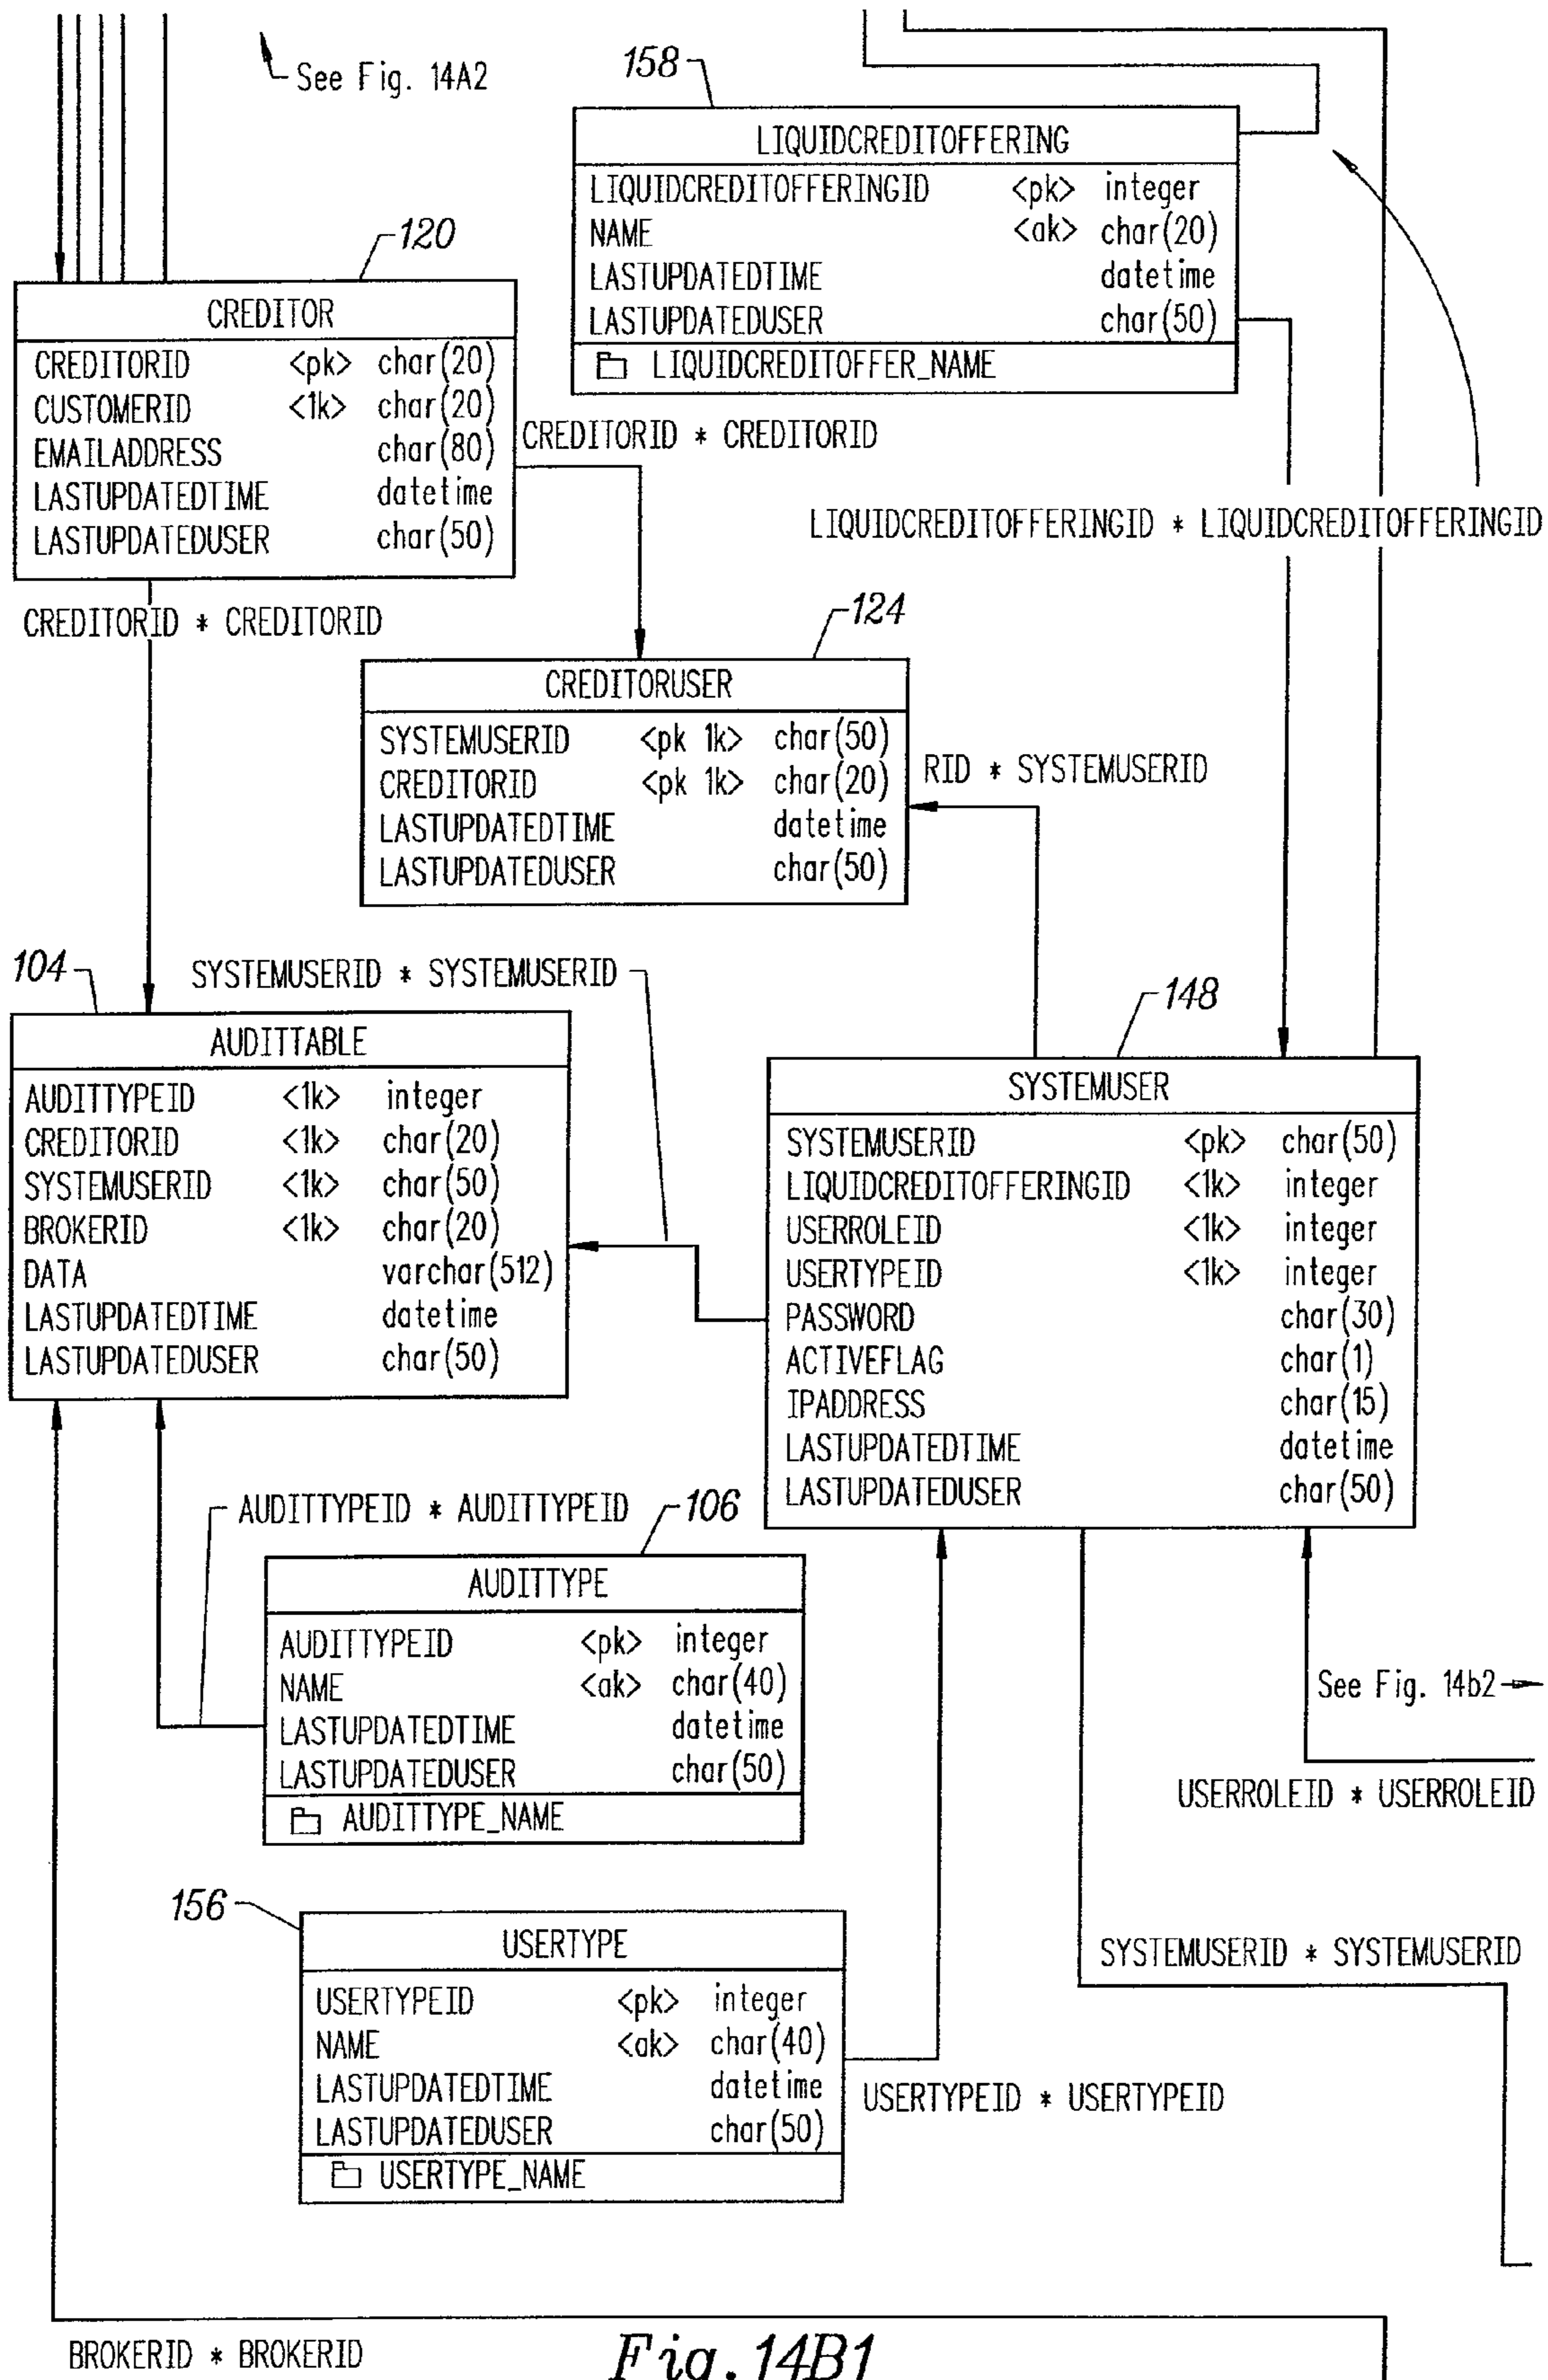 See Fig. 14A2
158
LIQUIDCREDITOFFERING
LIQUIDCREDITOFFERINGID <pk> integer
NAME <ak> char(20)
LASTUPDATEDTIME datetime
LASTUPDATEDUSER char(50)
LIQUIDCREDITOFFER_NAME
120
CREDITOR
CREDITORID <pk> char(20)
CUSTOMERID <1k> char(20)
EMAILADDRESS char(80)
LASTUPDATEDTIME datetime
LASTUPDATEDUSER char(50)
CREDITORID * CREDITORID
LIQUIDCREDITOFFERINGID * LIQUIDCREDITOFFERINGID
CREDITORID * CREDITORID
124
CREDITORUSER
SYSTEMUSERID <pk 1k> char(50)
CREDITORID <pk 1k> char(20)
LASTUPDATEDTIME datetime
LASTUPDATEDUSER char(50)
RID * SYSTEMUSERID
104
SYSTEMUSERID * SYSTEMUSERID
AUDITTABLE
AUDITTYPEID <1k> integer
CREDITORID <1k> char(20)
SYSTEMUSERID <1k> char(50)
BROKERID <1k> char(20)
DATA varchar(512)
LASTUPDATEDTIME datetime
LASTUPDATEDUSER char(50)
148
SYSTEMUSER
SYSTEMUSERID <pk> char(50)
LIQUIDCREDITOFFERINGID <1k> integer
USERROLEID <1k> integer
USERTYPEID <1k> integer
PASSWORD char(30)
ACTIVEFLAG char(1)
IPADDRESS char(15)
LASTUPDATEDTIME datetime
LASTUPDATEDUSER char(50)
AUDITTYPEID * AUDITTYPEID
106
AUDITTYPE
AUDITTYPEID <pk> integer
NAME <ak> char(40)
LASTUPDATEDTIME datetime
LASTUPDATEDUSER char(50)
AUDITTYPE_NAME
See Fig. 14b2
USERROLEID * USERROLEID
156
USERTYPE
USERTYPEID <pk> integer
NAME <ak> char(40)
LASTUPDATEDTIME datetime
LASTUPDATEDUSER char(50)
USERTYPE_NAME
SYSTEMUSERID * SYSTEMUSERID
USERTYPEID * USERTYPEID
BROKERID * BROKERID
Fig. 14B1